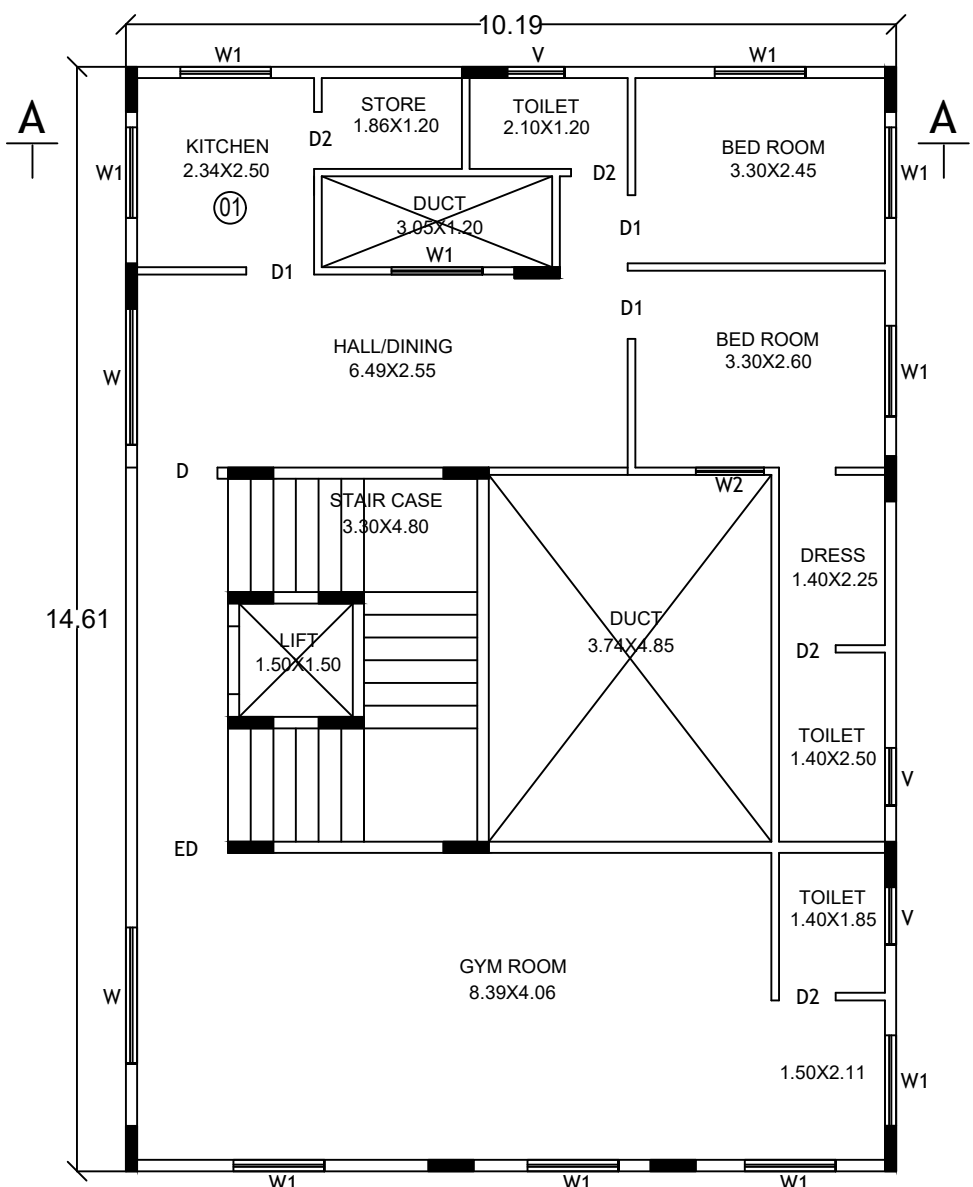 10.19
W1
V
W1
A
A
STORE
1.86X1.20
TOILET
2.10X1.20
D2
KITCHEN
2.34X2.50
BED ROOM
3.30X2.45
W1
D2
W1
01
DUCT
3.05X1.20
D1
W1
D1
D1
HALL/DINING
6.49X2.55
BED ROOM
3.30X2.60
W
W1
D
W2
STAIR CASE
3.30X4.80
DRESS
1.40X2.25
14.61
DUCT
3.74X4.85
LIFT
1.50X1.50
D2
TOILET
1.40X2.50
V
ED
TOILET
1.40X1.85
V
GYM ROOM
8.39X4.06
W
D2
1.50X2.11
W1
W1
W1
W1